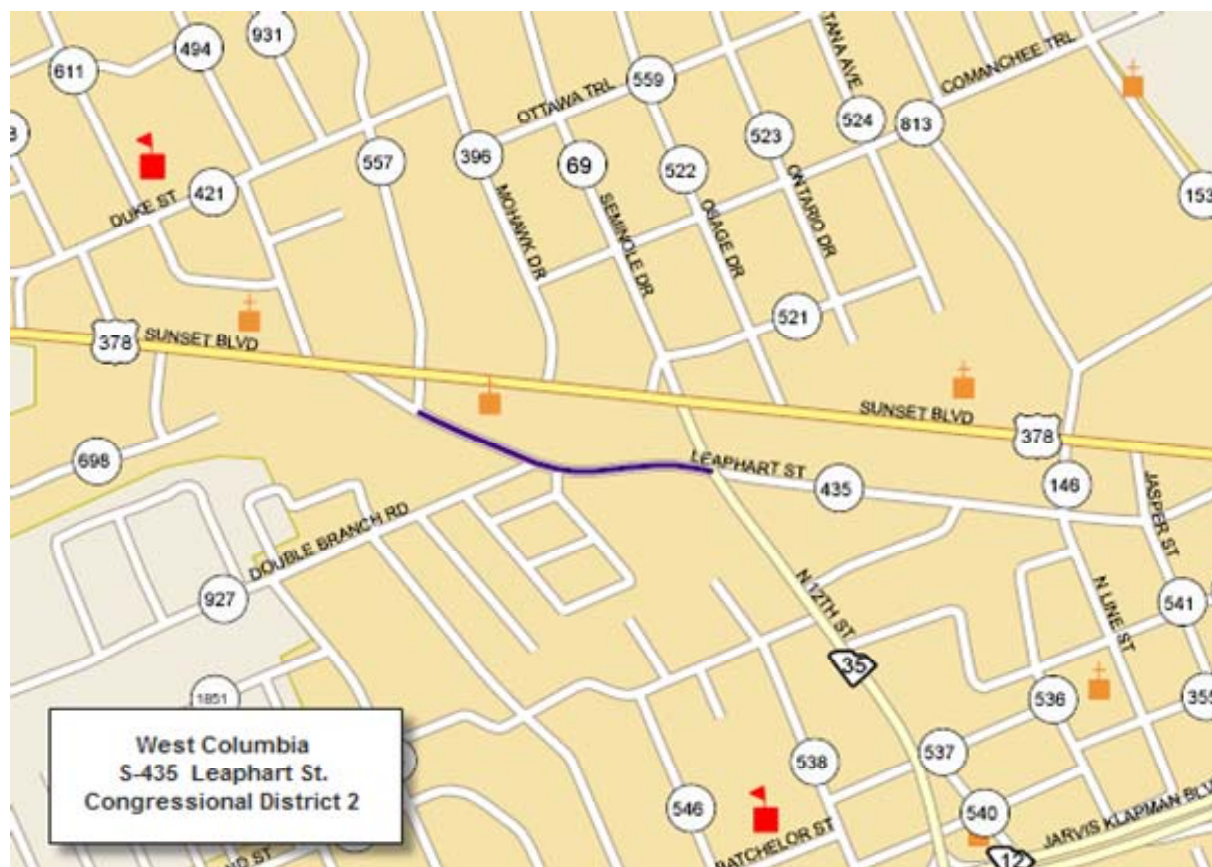 931
494
611
TANA AVE
COMANCHEE TRL
559
OTTAWA TRL
524
813
523
396
69
557
522
153
421
DUKE ST
MOHAWK DR
SEMINOLE DR
OSAGE DR
ONTARIO DR
521
378
SUNSET BLVD
SUNSET BLVD
378
LEAPHART ST
435
146
JASPER ST
698
DOUBLE BRANCH RD
927
N 12TH ST
N LINE ST
541
35
1851
536
355
West Columbia
S-435 Leaphart St.
Congressional District 2
537
538
546
540
BATCHELOR ST
JARVIS KLAPMAN BLV
12
ST